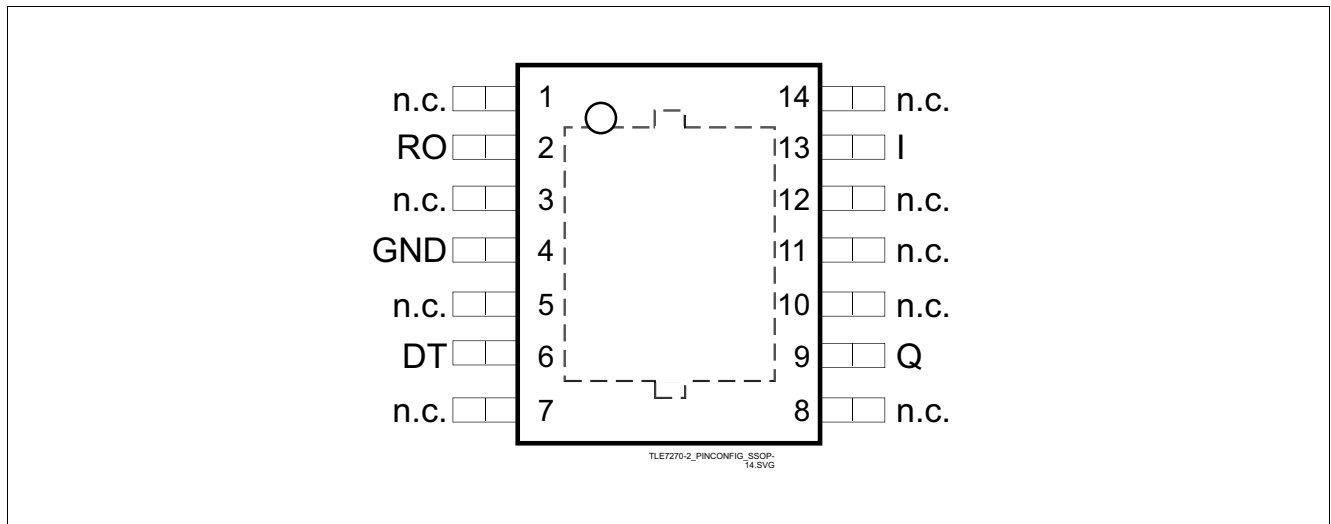 n.c. 1 14 n.c.
RO 2 13 I
n.c. 3 12 n.c.
GND 4 11 n.c.
n.c. 5 10 n.c.
DT 6 9 Q
n.c. 7 8 n.c.
TLE7270-2_PINCONFIG_SSOP-
14.SVG